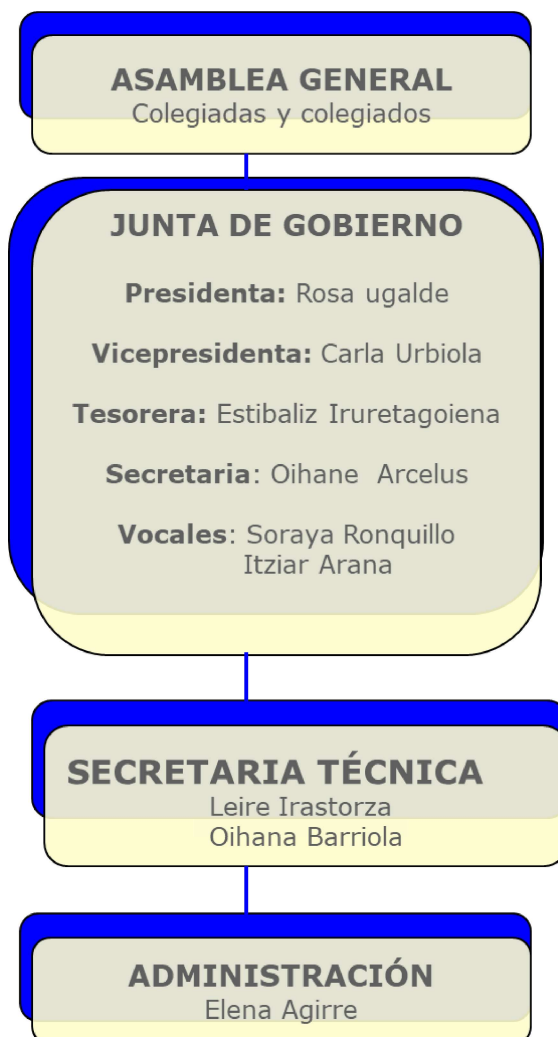 ASAMBLEA GENERAL
Colegiadas y colegiados
JUNTA DE GOBIERNO
Presidenta: Rosa ugalde
Vicepresidenta: Carla Urbiola
Tesorera: Estibaliz Iruretagoiena
Secretaria: Oihane Arcelus
Vocales: Soraya Ronquillo
Itziar Arana
SECRETARIA TÉCNICA
Leire Irastorza
Oihana Barriola
ADMINISTRACIÓN
Elena Agirre